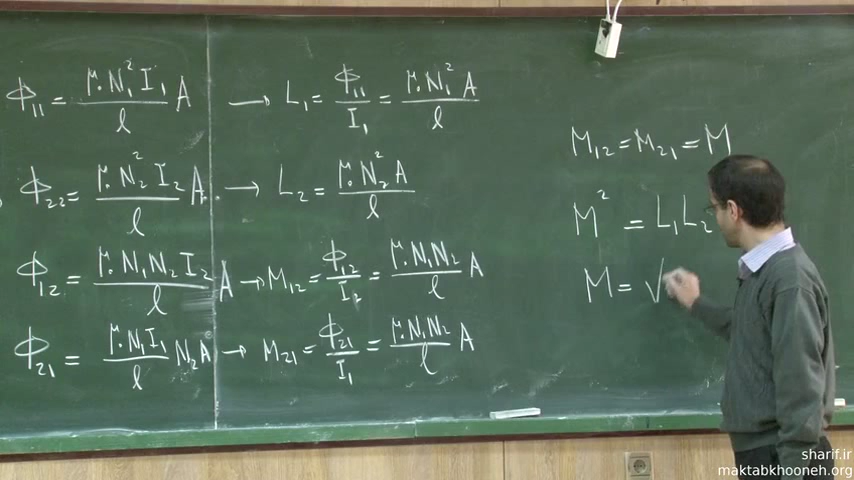 ϕ₁₁ = μ₀N₁²I₁/ℓ A → L₁ = ϕ₁₁/I₁ = μ₀N₁²A/ℓ
ϕ₂₂ = μ₀N₂²I₂/ℓ A → L₂ = μ₀N₂²A/ℓ
ϕ₁₂ = μ₀N₁N₂I₂/ℓ A → M₁₂ = ϕ₁₂/I₂ = μ₀N₁N₂/ℓ A
ϕ₂₁ = μ₀N₁I₁/ℓ N₂A → M₂₁ = ϕ₂₁/I₁ = μ₀N₁N₂/ℓ A
M₁₂ = M₂₁ = M
M² = L₁L₂
M = √
sharif.ir
maktabkhooneh.org